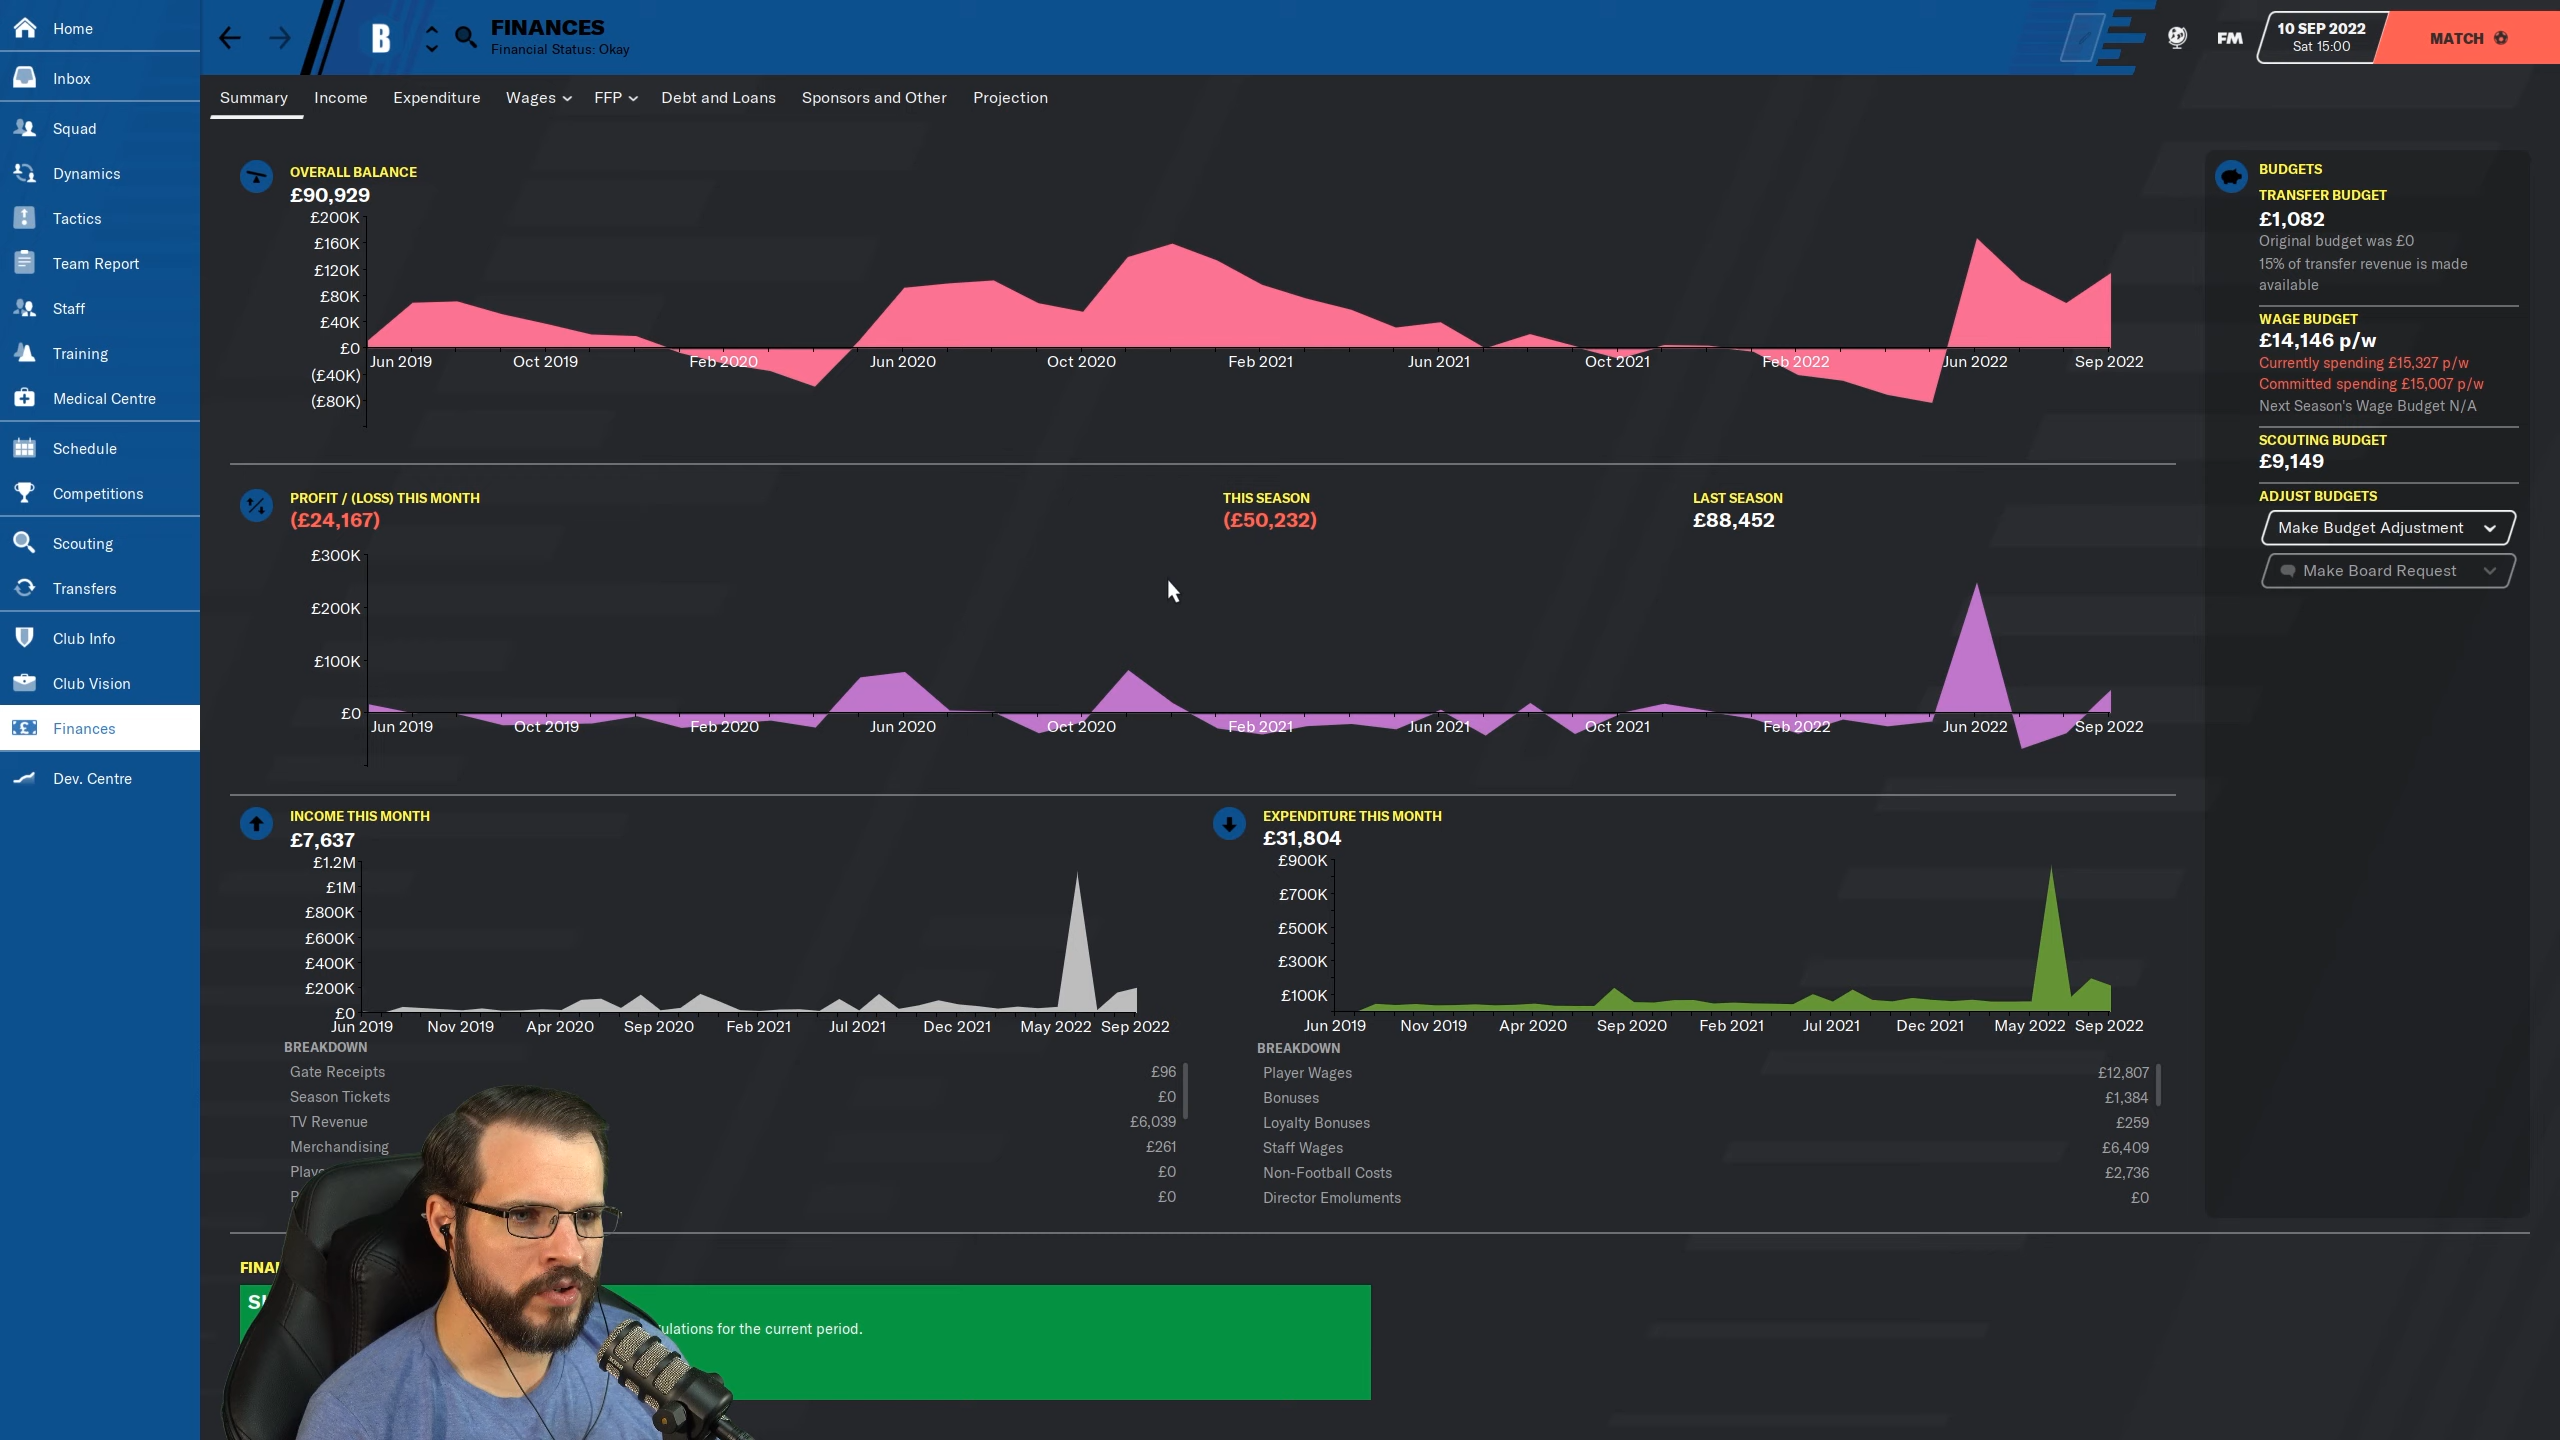 Home
Inbox
Squad
Dynamics
Tactics
Team Report
Staff
Training
Medical Centre
Schedule
Competitions
Scouting
Transfers
Club Info
Club Vision
Finances
Dev. Centre
B
FINANCES
Financial Status: Okay
FM
10 SEP 2022
Sat 15:00
MATCH
Summary Income Expenditure Wages FFP Debt and Loans Sponsors and Other Projection
OVERALL BALANCE
£90,929
£200K
£160K
£120K
£80K
£40K
£0
(£40K)
(£80K)
Jun 2019 Oct 2019 Feb 2020 Jun 2020 Oct 2020 Feb 2021 Jun 2021 Oct 2021 Feb 2022 Jun 2022 Sep 2022
PROFIT / (LOSS) THIS MONTH
(£24,167)
THIS SEASON
(£50,232)
LAST SEASON
£88,452
£300K
£200K
£100K
£0
Jun 2019 Oct 2019 Feb 2020 Jun 2020 Oct 2020 Feb 2021 Jun 2021 Oct 2021 Feb 2022 Jun 2022 Sep 2022
INCOME THIS MONTH
£7,637
£1.2M
£1M
£800K
£600K
£400K
£200K
£0
Jun 2019 Nov 2019 Apr 2020 Sep 2020 Feb 2021 Jul 2021 Dec 2021 May 2022 Sep 2022
BREAKDOWN
Gate Receipts £96
Season Tickets £0
TV Revenue £6,039
Merchandising £261
£0
£0
EXPENDITURE THIS MONTH
£31,804
£900K
£700K
£500K
£300K
£100K
Jun 2019 Nov 2019 Apr 2020 Sep 2020 Feb 2021 Jul 2021 Dec 2021 May 2022 Sep 2022
BREAKDOWN
Player Wages £12,807
Bonuses £1,384
Loyalty Bonuses £259
Staff Wages £6,409
Non-Football Costs £2,736
Director Emoluments £0
for the current period.
BUDGETS
TRANSFER BUDGET
£1,082
Original budget was £0
15% of transfer revenue is made
available
WAGE BUDGET
£14,146 p/w
Currently spending £15,327 p/w
Committed spending £15,007 p/w
Next Season's Wage Budget N/A
SCOUTING BUDGET
£9,149
ADJUST BUDGETS
Make Budget Adjustment
Make Board Request